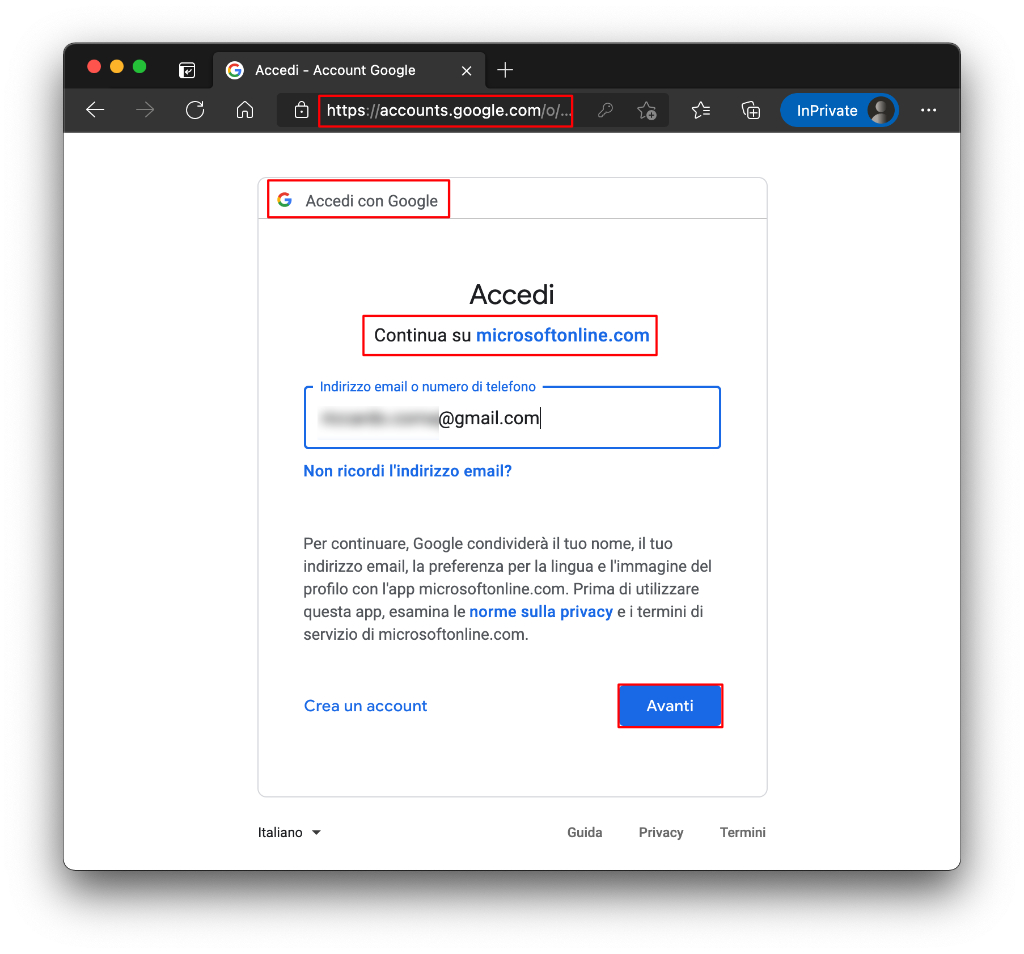 Accedi - Account Google
https://accounts.google.com/o/...
InPrivate
Accedi con Google
Accedi
Continua su microsoftonline.com
Indirizzo email o numero di telefono
@gmail.com
Non ricordi l'indirizzo email?
Per continuare, Google condividerà il tuo nome, il tuo
indirizzo email, la preferenza per la lingua e l'immagine del
profilo con l'app microsoftonline.com. Prima di utilizzare
questa app, esamina le norme sulla privacy e i termini di
servizio di microsoftonline.com.
Crea un account
Avanti
Italiano
Guida
Privacy
Termini